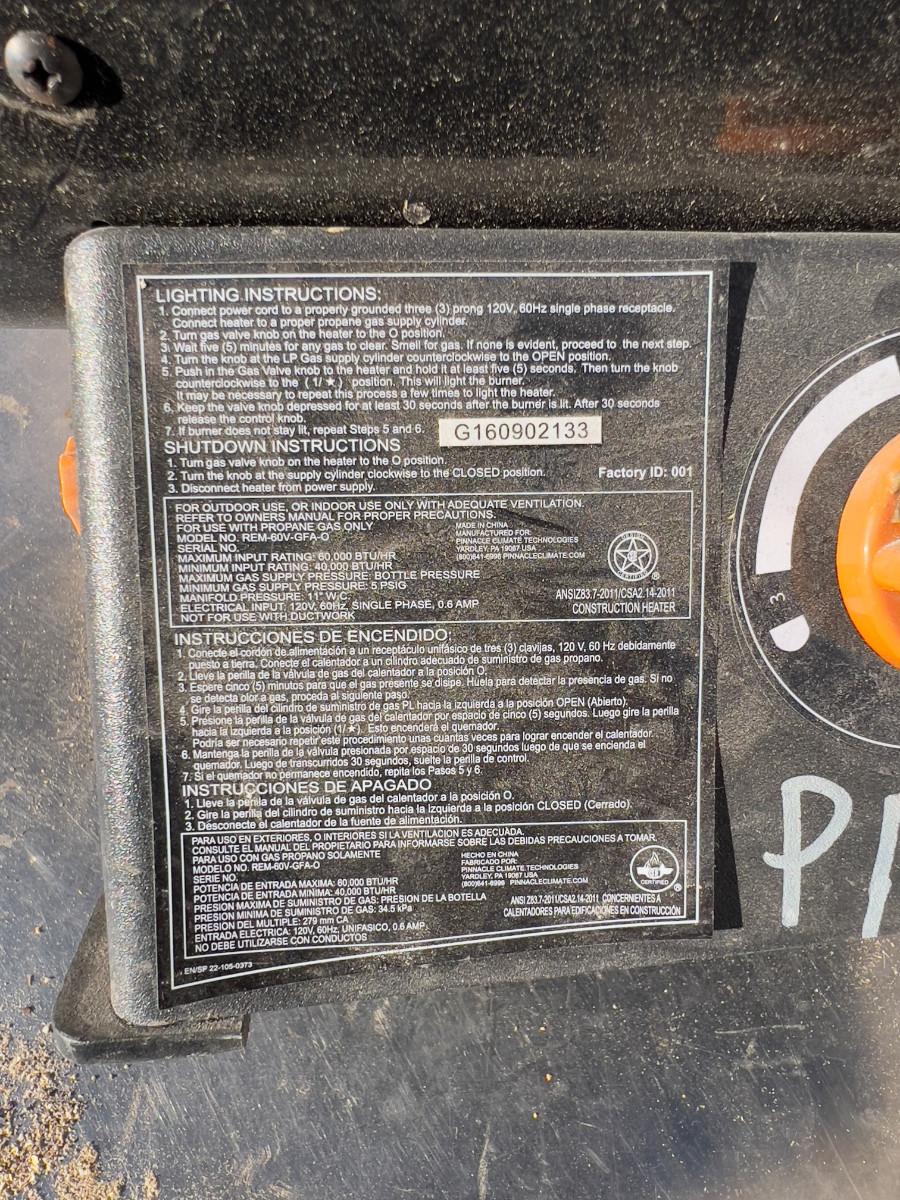 LIGHTING INSTRUCTIONS:
1. Connect power cord to a properly grounded three (3) prong 120V, 60Hz single phase receptacle.
Connect heater to a proper propane gas supply cylinder.
2. Turn gas valve knob on the heater to the O position.
3. Wait five (5) minutes for any gas to clear. Smell for gas. If none is evident, proceed to the next step.
4. Turn the knob at the LP Gas supply cylinder counterclockwise to the OPEN position.
5. Push in the Gas Valve knob to the heater and hold it at least five (5) seconds. Then turn the knob
counterclockwise to the (1/★) position. This will light the burner.
It may be necessary to repeat this process a few times to light the heater.
6. Keep the valve knob depressed for at least 30 seconds after the burner is lit. After 30 seconds
release the control knob.
7. If burner does not stay lit, repeat Steps 5 and 6.
G160902133
SHUTDOWN INSTRUCTIONS
1. Turn gas valve knob on the heater to the O position.
2. Turn the knob at the supply cylinder clockwise to the CLOSED position.
3. Disconnect heater from power supply.
Factory ID: 001
FOR OUTDOOR USE, OR INDOOR USE ONLY WITH ADEQUATE VENTILATION.
REFER TO OWNERS MANUAL FOR PROPER PRECAUTIONS.
FOR USE WITH PROPANE GAS ONLY
MODEL NO. REM-60V-GFA-O
SERIAL NO.
MAXIMUM INPUT RATING: 60,000 BTU/HR
MINIMUM INPUT RATING: 40,000 BTU/HR
MAXIMUM GAS SUPPLY PRESSURE: BOTTLE PRESSURE
MINIMUM GAS SUPPLY PRESSURE: 5 PSIG
MANIFOLD PRESSURE: 11" W.C.
ELECTRICAL INPUT: 120V, 60Hz, SINGLE PHASE, 0.6 AMP
NOT FOR USE WITH DUCTWORK
MADE IN CHINA
MANUFACTURED FOR:
PINNACLE CLIMATE TECHNOLOGIES
YARDLEY, PA 19067 USA
(800)641-6996 PINNACLECLIMATE.COM
CERTIFIED
®
ANSIZ83.7-2011/CSA2.14-2011
CONSTRUCTION HEATER
INSTRUCCIONES DE ENCENDIDO:
1. Conecte el cordón de alimentación a un receptáculo unifásico de tres (3) clavijas, 120 V, 60 Hz debidamente
puesto a tierra. Conecte el calentador a un cilindro adecuado de suministro de gas propano.
2. Lleve la perilla de la válvula de gas del calentador a la posición O.
3. Espere cinco (5) minutos para que el gas presente se disipe. Huela para detectar la presencia de gas. Si no
se detecta olor a gas, proceda al siguiente paso.
4. Gire la perilla del cilindro de suministro de gas PL hacia la izquierda a la posición OPEN (Abierto).
5. Presione la perilla de la válvula de gas del calentador por espacio de cinco (5) segundos. Luego gire la perilla
hacia la izquierda a la posición (1/★). Esto encenderá el quemador.
Podría ser necesario repetir este procedimiento unas cuantas veces para lograr encender el calentador.
6. Mantenga la perilla de la válvula presionada por espacio de 30 segundos luego de que se encienda el
quemador. Luego de transcurridos 30 segundos, suelte la perilla de control.
7. Si el quemador no permanece encendido, repita los Pasos 5 y 6.
INSTRUCCIONES DE APAGADO
1. Lleve la perilla de la válvula de gas del calentador a la posición O.
2. Gire la perilla del cilindro de suministro hacia la izquierda a la posición CLOSED (Cerrado).
3. Desconecte el calentador de la fuente de alimentación.
PARA USO EN EXTERIORES, O INTERIORES SI LA VENTILACION ES ADECUADA.
CONSULTE EL MANUAL DEL PROPIETARIO PARA INFORMARSE SOBRE LAS DEBIDAS PRECAUCIONES A TOMAR.
PARA USO CON GAS PROPANO SOLAMENTE
MODELO NO. REM-60V-GFA-O
SERIE NO.
POTENCIA DE ENTRADA MAXIMA: 60,000 BTU/HR
POTENCIA DE ENTRADA MÍNIMA: 40,000 BTU/HR
PRESION MAXIMA DE SUMINISTRO DE GAS: PRESION DE LA BOTELLA
PRESION MINIMA DE SUMINISTRO DE GAS: 34.5 kPa
PRESION DEL MULTIPLE: 279 mm CA
ENTRADA ELECTRICA: 120V, 60Hz, UNIFASICO, 0.6 AMP
NO DEBE UTILIZARSE CON CONDUCTOS
HECHO EN CHINA
FABRICADO POR:
PINNACLE CLIMATE TECHNOLOGIES
YARDLEY, PA 19067 USA
(800)641-6996 PINNACLECLIMATE.COM
CERTIFIED
®
ANSI Z83.7-2011/CSA2.14-2011 CONCERNIENTES A
CALENTADORES PARA EDIFICACIONES EN CONSTRUCCIÓN
EN/SP 22-105-0373
3